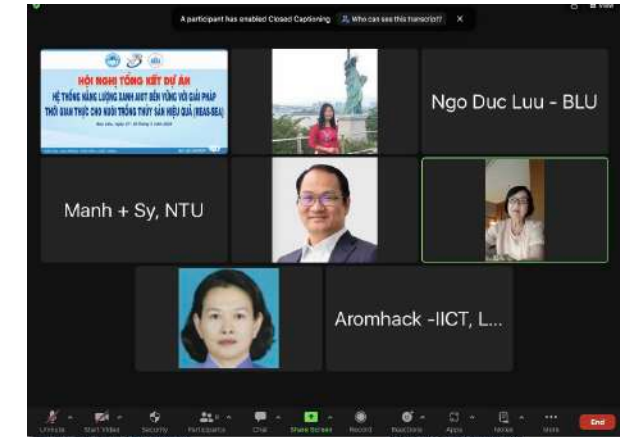 View
A participant has enabled Closed Captioning Who can see this transcript? X
HỘI NGHỊ TỔNG KẾT DỰ ÁN
HỆ THỐNG NĂNG LƯỢNG XANH AIOT BỀN VỮNG VỚI GIẢI PHÁP
THỜI GIAN THỰC CHO NUÔI TRỒNG THỦY SẢN HIỆU QUẢ (REAS-SEA)
Ngo Duc Luu - BLU
Manh + Sy, NTU
Aromhack -IICT, L...
Unmute Start Video Security Participants Chat Share Screen Record Reactions Apps Notes More End